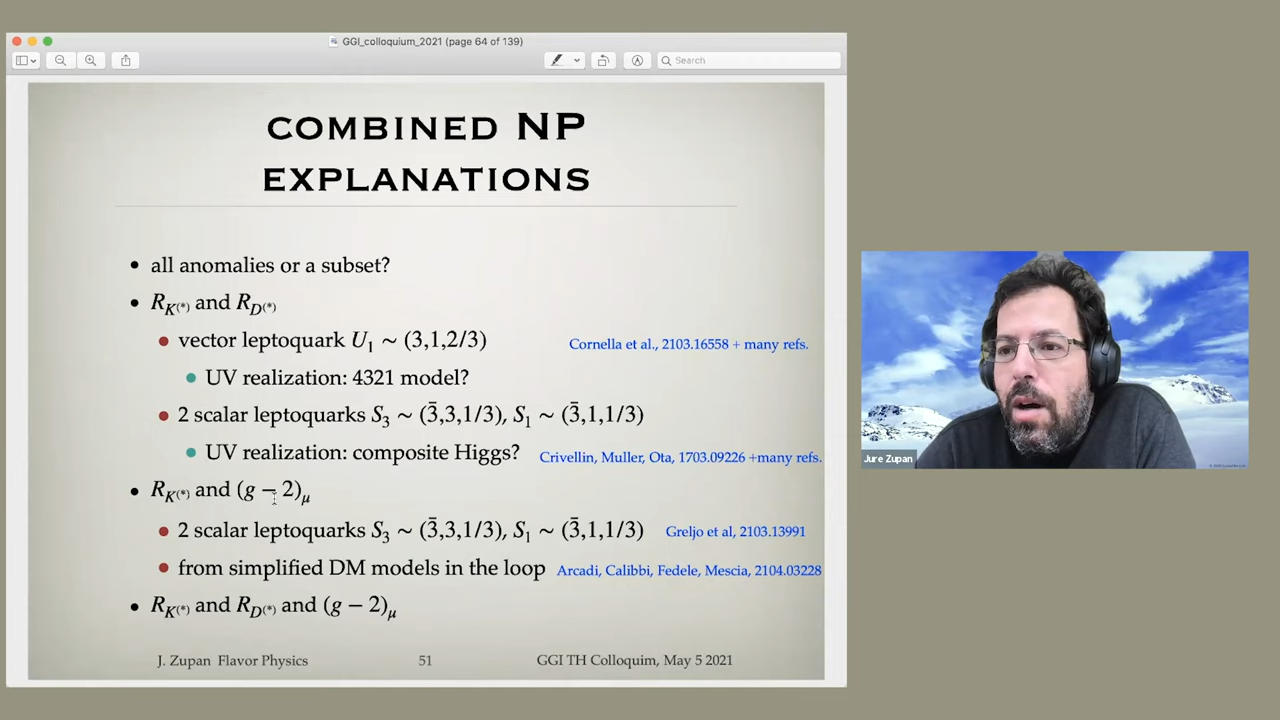 GGI_colloquium_2021 (page 64 of 139)
Search
COMBINED NP
EXPLANATIONS
• all anomalies or a subset?
• R_{K^{(*)}} and R_{D^{(*)}}
• vector leptoquark U_1 ∼ (3,1,2/3)
Cornella et al., 2103.16558 + many refs.
• UV realization: 4321 model?
• 2 scalar leptoquarks S_3 ∼ (3̄,3,1/3), S_1 ∼ (3̄,1,1/3)
• UV realization: composite Higgs?
Crivellin, Muller, Ota, 1703.09226 +many refs.
• R_{K^{(*)}} and (g − 2)_μ
• 2 scalar leptoquarks S_3 ∼ (3̄,3,1/3), S_1 ∼ (3̄,1,1/3)
Greljo et al, 2103.13991
• from simplified DM models in the loop
Arcadi, Calibbi, Fedele, Mescia, 2104.03228
• R_{K^{(*)}} and R_{D^{(*)}} and (g − 2)_μ
J. Zupan Flavor Physics
51
GGI TH Colloquim, May 5 2021
Jure Zupan